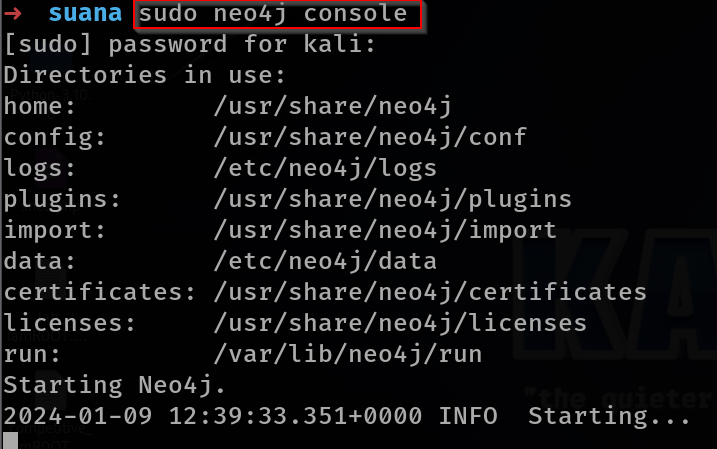 → suana sudo neo4j console
[sudo] password for kali:
Directories in use:
home: /usr/share/neo4j
config: /usr/share/neo4j/conf
logs: /etc/neo4j/logs
plugins: /usr/share/neo4j/plugins
import: /usr/share/neo4j/import
data: /etc/neo4j/data
certificates: /usr/share/neo4j/certificates
licenses: /usr/share/neo4j/licenses
run: /var/lib/neo4j/run
Starting Neo4j.
2024-01-09 12:39:33.351+0000 INFO Starting...
KA
"the quieter